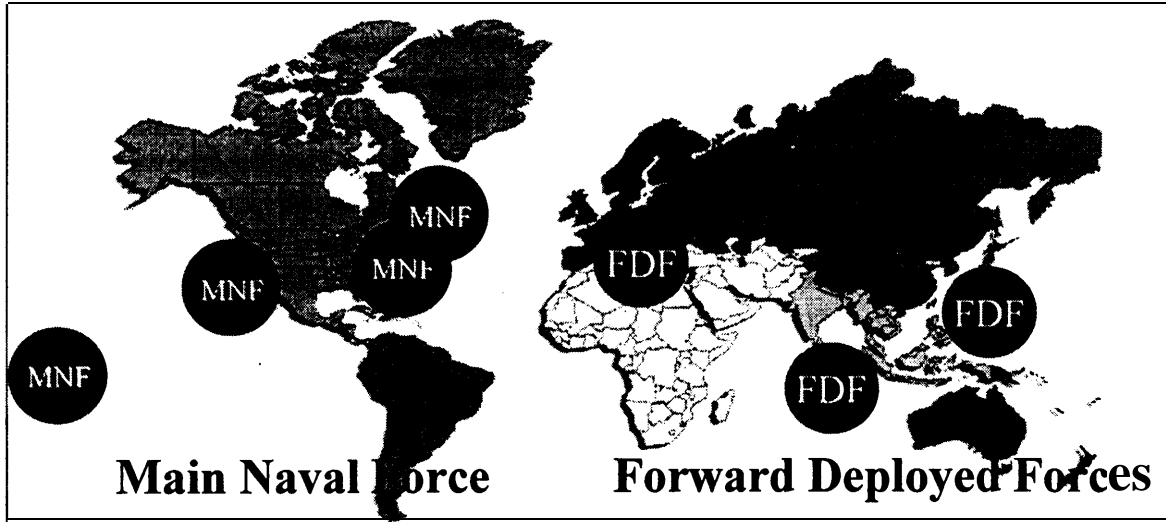 MNF
MNF
MNF
MNF
FDF
FDF
FDF
Main Naval Force
Forward Deployed Forces